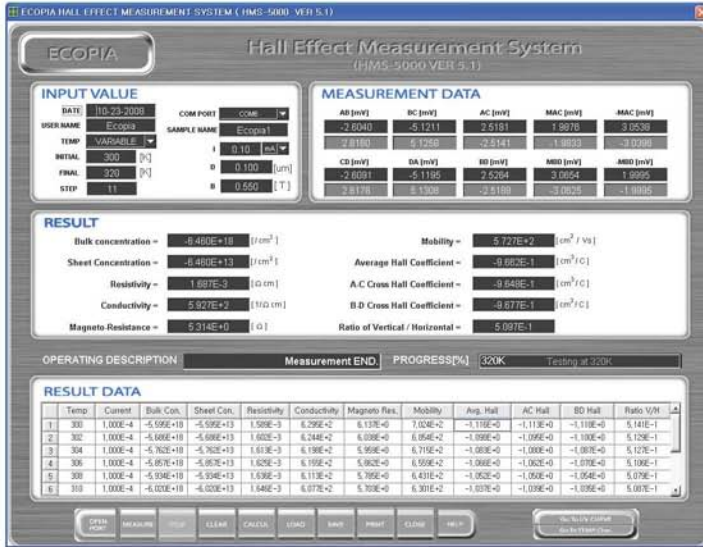 ECOPIA HALL EFFECT MEASUREMENT SYSTEM ( HMS-5000 VER 5.1)
ECOPIA
Hall Effect Measurement System
(HMS-5000 VER 5.1)
INPUT VALUE
DATE 10-23-2008
USER NAME Ecopia
TEMP VARIABLE
INITIAL 300 [K]
FINAL 320 [K]
STEP 11
COM PORT
SAMPLE NAME Ecopia1
I 0.10 mA
D 0.100 [um]
B 0.550 [T]
MEASUREMENT DATA
AB [mV] BC [mV] AC [mV] MAC [mV] -MAC [mV]
-2.6040 -5.1211 2.5181 1.9876 3.0538
-2.5141
CD [mV] DA [mV] BD [mV] MBD [mV] -MBD [mV]
-2.6091 -5.1195 2.5264 3.0654 1.9995
2.6176 5.1306 -1.9995
RESULT
Bulk concentration = -6.460E+18 [/cm³]
Sheet Concentration = -6.460E+13 [/cm²]
Resistivity = 1.687E-3 [Ω cm]
Conductivity = 5.927E+2 [1/Ω cm]
Magneto-Resistance = 5.314E+0 [Ω]
Mobility = 5.727E+2 [cm² / Vs]
Average Hall Coefficient = -9.662E-1 [cm³/C]
A-C Cross Hall Coefficient = -9.648E-1 [cm³/C]
B-D Cross Hall Coefficient = -9.677E-1 [cm³/C]
Ratio of Vertical / Horizontal = 5.097E-1
OPERATING DESCRIPTION Measurement END. PROGRESS[%] 320K Testing at 320K
RESULT DATA
Temp Current Bulk Con. Sheet Con. Resistivity Conductivity Magneto Res. Mobility Avg. Hall AC Hall BD Hall Ratio V/H
1 300 1,000E-4 -5,595E+18 -5,595E+13 1,589E-3 6,295E+2 6,137E+0 7,024E+2 -1,116E+0 -1,113E+0 -1,118E+0 5,141E-1
2 302 1,000E-4 -5,686E+18 -5,686E+13 1,602E-3 6,244E+2 6,038E+0 6,854E+2 -1,098E+0 -1,095E+0 -1,100E+0 5,129E-1
3 304 1,000E-4 -5,762E+18 -5,762E+13 1,613E-3 6,198E+2 5,958E+0 6,715E+2 -1,083E+0 -1,080E+0 -1,087E+0 5,127E-1
4 306 1,000E-4 -5,857E+18 -5,857E+13 1,625E-3 6,155E+2 5,862E+0 6,559E+2 -1,066E+0 -1,062E+0 -1,070E+0 5,106E-1
5 308 1,000E-4 -5,934E+18 -5,934E+13 1,636E-3 6,113E+2 5,785E+0 6,431E+2 -1,052E+0 -1,050E+0 -1,054E+0 5,079E-1
6 310 1,000E-4 -6,020E+18 -6,020E+13 1,646E-3 6,077E+2 5,703E+0 6,301E+2 -1,037E+0 -1,039E+0 -1,035E+0 5,087E-1
OPEN PORT MEASURE STOP CLEAR CALCUL LOAD SAVE PRINT CLOSE HELP
Go To I/V CURVE